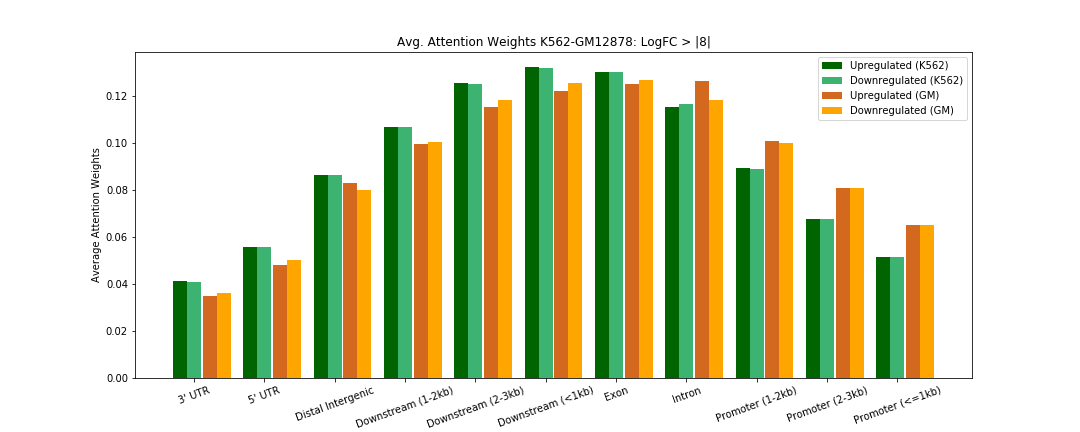 Avg. Attention Weights K562-GM12878: LogFC > |8|
Upregulated (K562)
Downregulated (K562)
Upregulated (GM)
Downregulated (GM)
Average Attention Weights
0.12
0.10
0.08
0.06
0.04
0.02
0.00
3' UTR
5' UTR
Distal Intergenic
Downstream (1-2kb)
Downstream (2-3kb)
Downstream (<1kb)
Exon
Intron
Promoter (1-2kb)
Promoter (2-3kb)
Promoter (<=1kb)